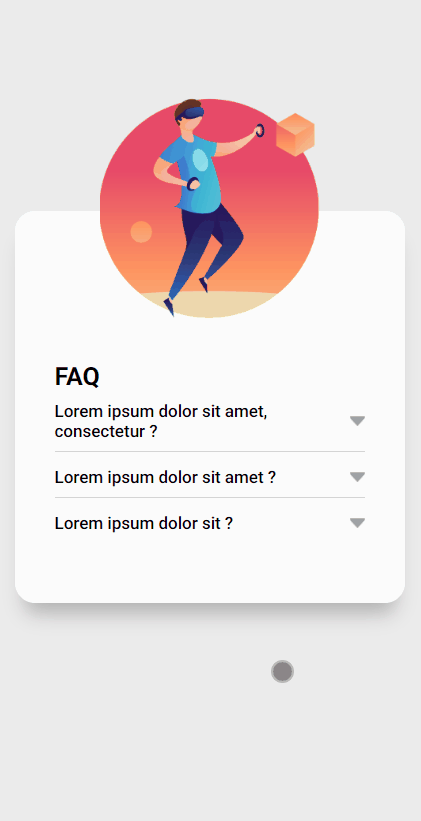 FAQ
Lorem ipsum dolor sit amet,
consectetur ?
Lorem ipsum dolor sit amet ?
Lorem ipsum dolor sit ?